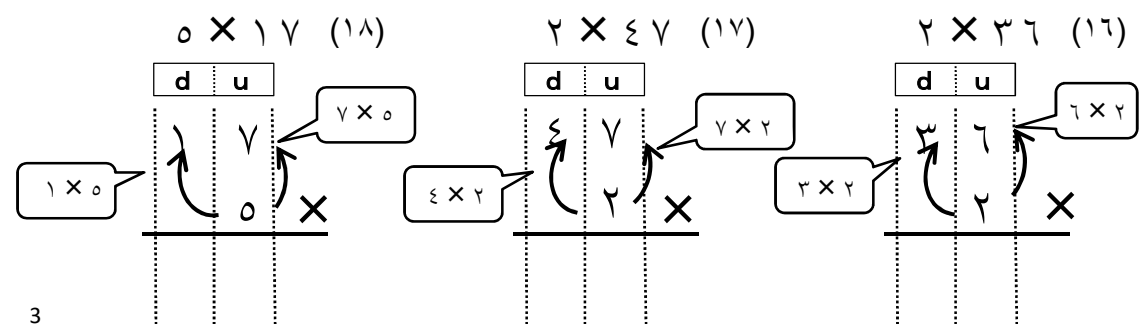 (١٦) ٣٦ × ٢
d u
٣ ٦
٢ ×
٢ × ٦
٢ × ٣
(١٧) ٤٧ × ٢
d u
٤ ٧
٢ ×
٢ × ٧
٢ × ٤
(١٨) ١٧ × ٥
d u
١ ٧
٥ ×
٥ × ٧
٥ × ١
3